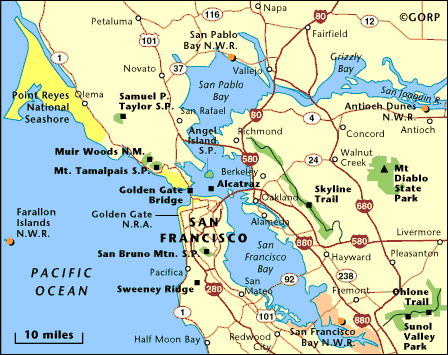 Petaluma
116
Napa
80
Fairfield
12
©GORP
101
37
San Pablo
Bay N.W.R.
1
Novato
Vallejo
Grizzly
Bay
San Pablo
Bay
San Joaquin R.
Point Reyes
National
Seashore
Olema
Samuel P.
Taylor S.P.
San Rafael
80
4
Antioch Dunes
N.W.R.
Antioch
Angel
Island
S.P.
Richmond
Concord
Muir Woods N.M.
Mt. Tamalpais S.P.
101
580
Berkeley
24
Walnut
Creek
680
Mt
Diablo
State
Park
Golden Gate
Bridge
Alcatraz
Oakland
Skyline
Trail
Golden Gate
N.R.A.
Alameda
Farallon
Islands
N.W.R.
SAN
FRANCISCO
880
580
Livermore
San Bruno Mtn. S.P.
San
Francisco
Bay
Hayward
680
Pleasanton
PACIFIC
OCEAN
Pacifica
Sweeney Ridge
280
San
Mateo
92
238
Fremont
Ohlone Trail
10 miles
1
101
San Francisco
Bay N.W.R.
Sunol
Valley
Park
Half Moon Bay
Redwood
City